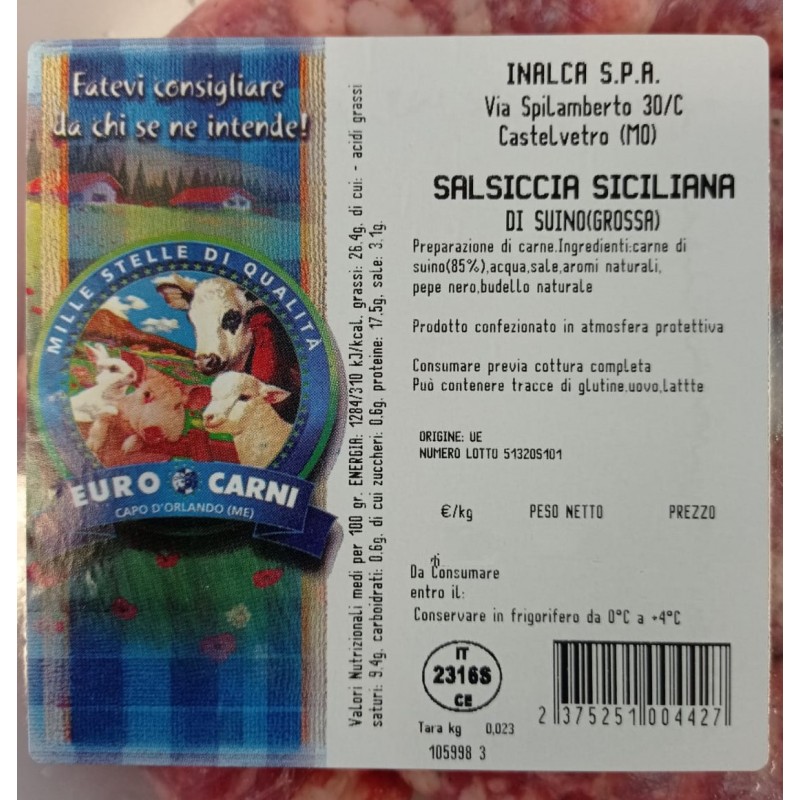 Fatevi consigliare
da chi se ne intende!
MILLE STELLE DI QUALITÀ
EURO CARNI
CAPO D'ORLANDO (ME)
Valori Nutrizionali medi per 100 gr. ENERGIA: 1284/310 kJ/kcal. grassi: 26.4g. di cui: - acidi grassi
saturi: 9.4g. carboidrati: 0.6g. di cui zuccheri: 0.6g. proteine: 17.5g. sale: 3.1g.
INALCA S.P.A.
Via Spilamberto 30/C
Castelvetro (MO)
SALSICCIA SICILIANA
DI SUINO(GROSSA)
Preparazione di carne.Ingredienti:carne di
suino(85%),acqua,sale,aromi naturali,
pepe nero,budello naturale
Prodotto confezionato in atmosfera protettiva
Consumare previa cottura completa
Può contenere tracce di glutine,uovo,lattte
ORIGINE: UE
NUMERO LOTTO 51320S101
€/kg PESO NETTO PREZZO
Da Consumare
entro il:
Conservare in frigorifero da 0°C a +4°C
IT
2316S
CE
Tara kg 0,023
105998 3
2 375251 004427